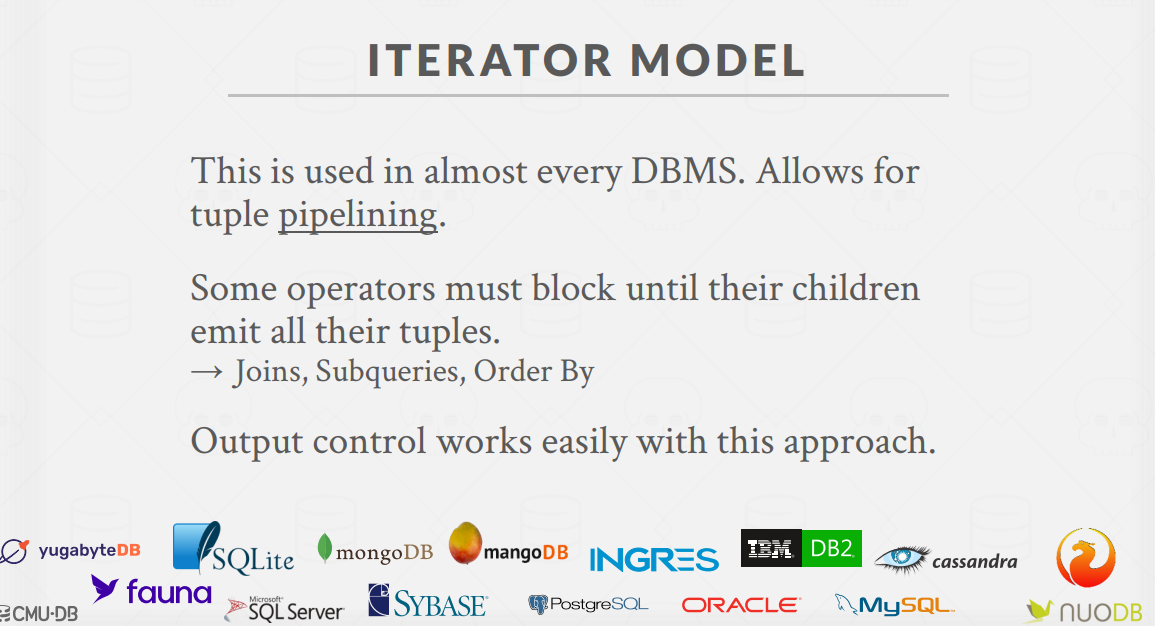 ITERATOR MODEL
This is used in almost every DBMS. Allows for
tuple pipelining.
Some operators must block until their children
emit all their tuples.
→ Joins, Subqueries, Order By
Output control works easily with this approach.
yugabyteDB
SQLite
mongoDB
mangoDB
INGRES
IBM DB2
cassandra
CMU·DB
fauna
Microsoft SQL Server
SYBASE
PostgreSQL
ORACLE
MySQL
NUODB